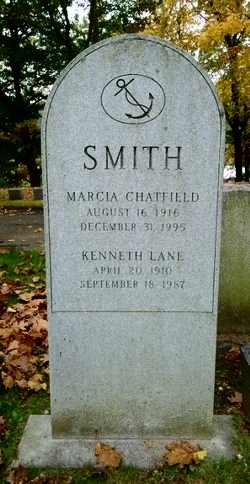 SMITH
MARCIA CHATFIELD
AUGUST 16, 1916
DECEMBER 31, 1995
KENNETH LANE
APRIL 20, 1910
SEPTEMBER 18, 1987